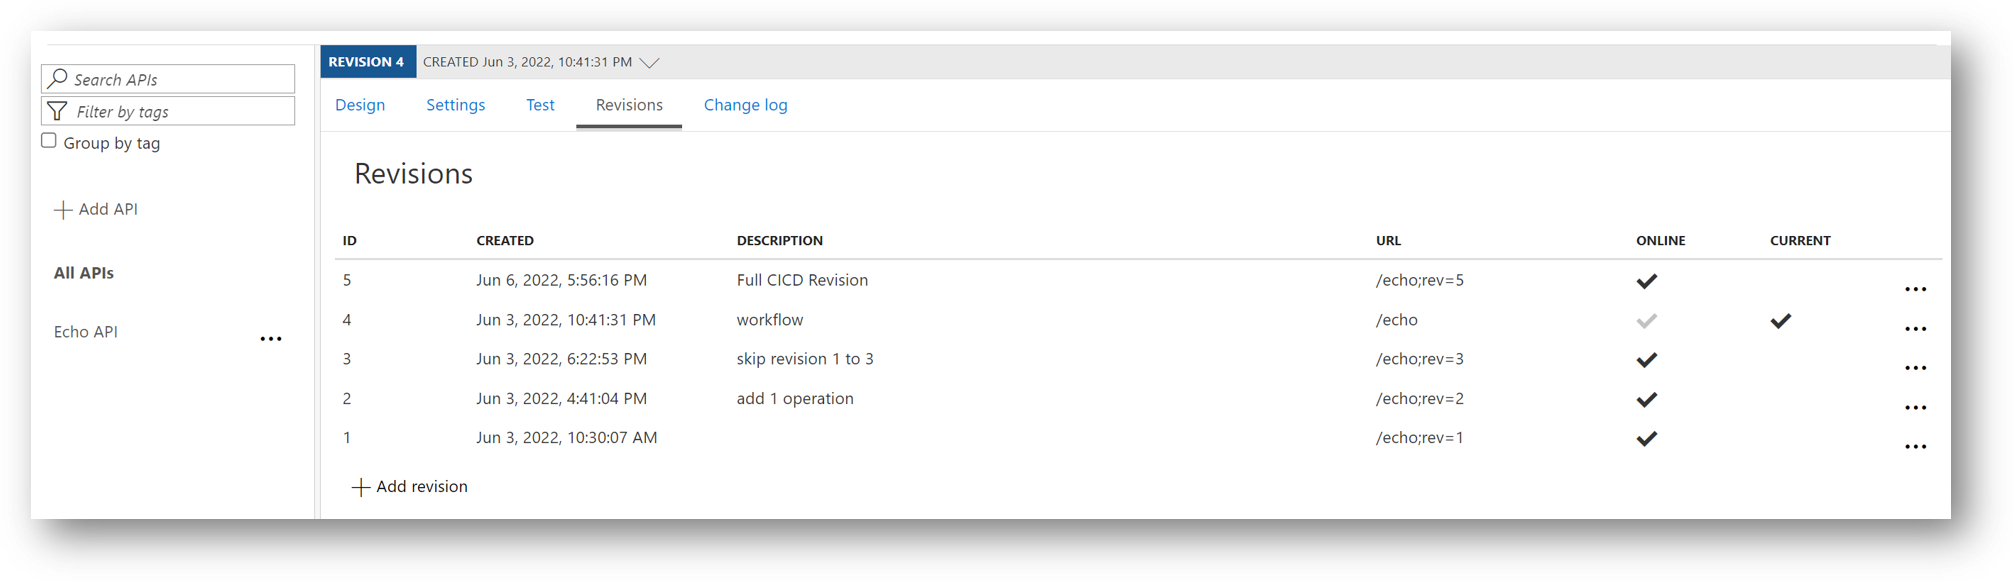 REVISION 4 CREATED Jun 3, 2022, 10:41:31 PM
Search APIs
Filter by tags
Group by tag
Add API
All APIs
Echo API
Design Settings Test Revisions Change log
Revisions
ID CREATED DESCRIPTION URL ONLINE CURRENT
5 Jun 6, 2022, 5:56:16 PM Full CICD Revision /echo;rev=5
4 Jun 3, 2022, 10:41:31 PM workflow /echo
3 Jun 3, 2022, 6:22:53 PM skip revision 1 to 3 /echo;rev=3
2 Jun 3, 2022, 4:41:04 PM add 1 operation /echo;rev=2
1 Jun 3, 2022, 10:30:07 AM /echo;rev=1
Add revision